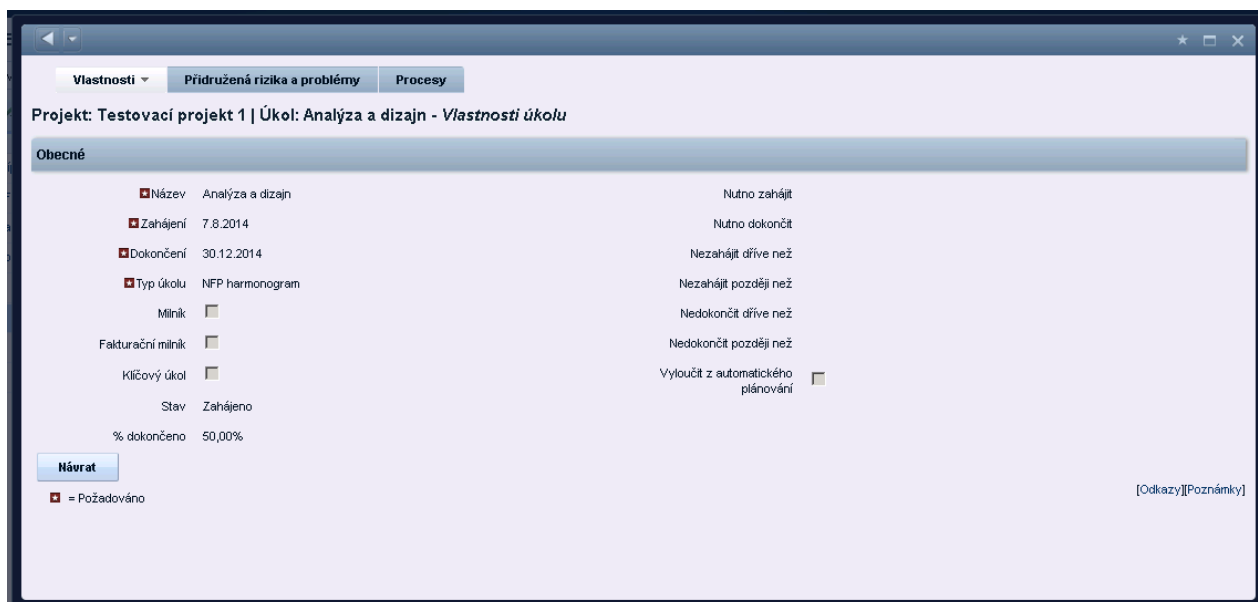 Vlastnosti Přidružená rizika a problémy Procesy
Projekt: Testovací projekt 1 | Úkol: Analýza a dizajn - Vlastnosti úkolu
Obecné
Název Analýza a dizajn Nutno zahájit
Zahájení 7.8.2014 Nutno dokončit
Dokončení 30.12.2014 Nezahájit dříve než
Typ úkolu NFP harmonogram Nezahájit později než
Milník Nedokončit dříve než
Fakturační milník Nedokončit později než
Klíčový úkol Vyloučit z automatického
plánování
Stav Zahájeno
% dokončeno 50,00%
Návrat
= Požadováno [Odkazy][Poznámky]